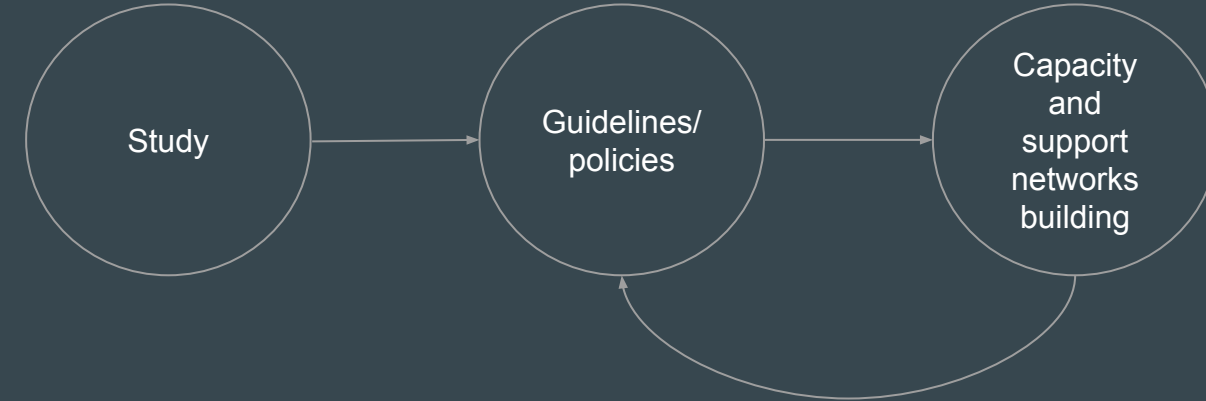 Study
Guidelines/
policies
Capacity
and
support
networks
building